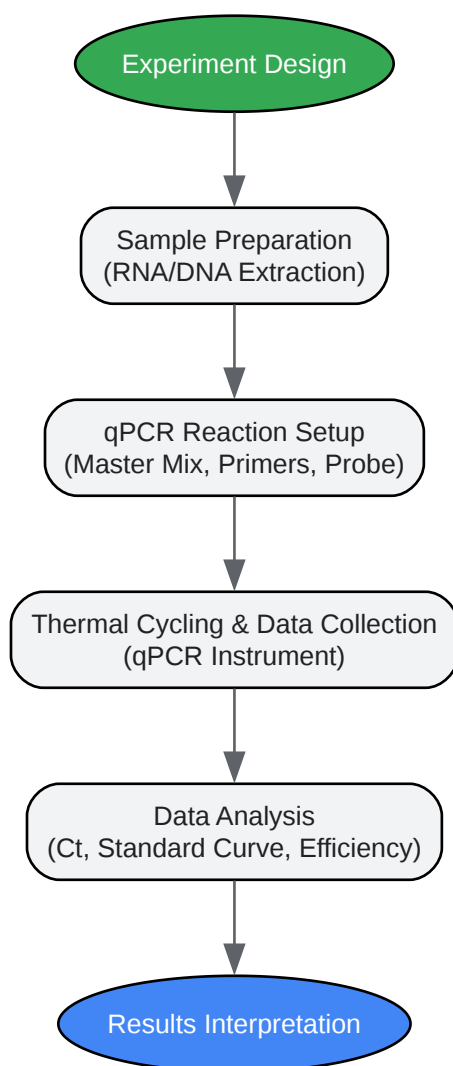 Experiment Design
Sample Preparation
(RNA/DNA Extraction)
qPCR Reaction Setup
(Master Mix, Primers, Probe)
Thermal Cycling & Data Collection
(qPCR Instrument)
Data Analysis
(Ct, Standard Curve, Efficiency)
Results Interpretation